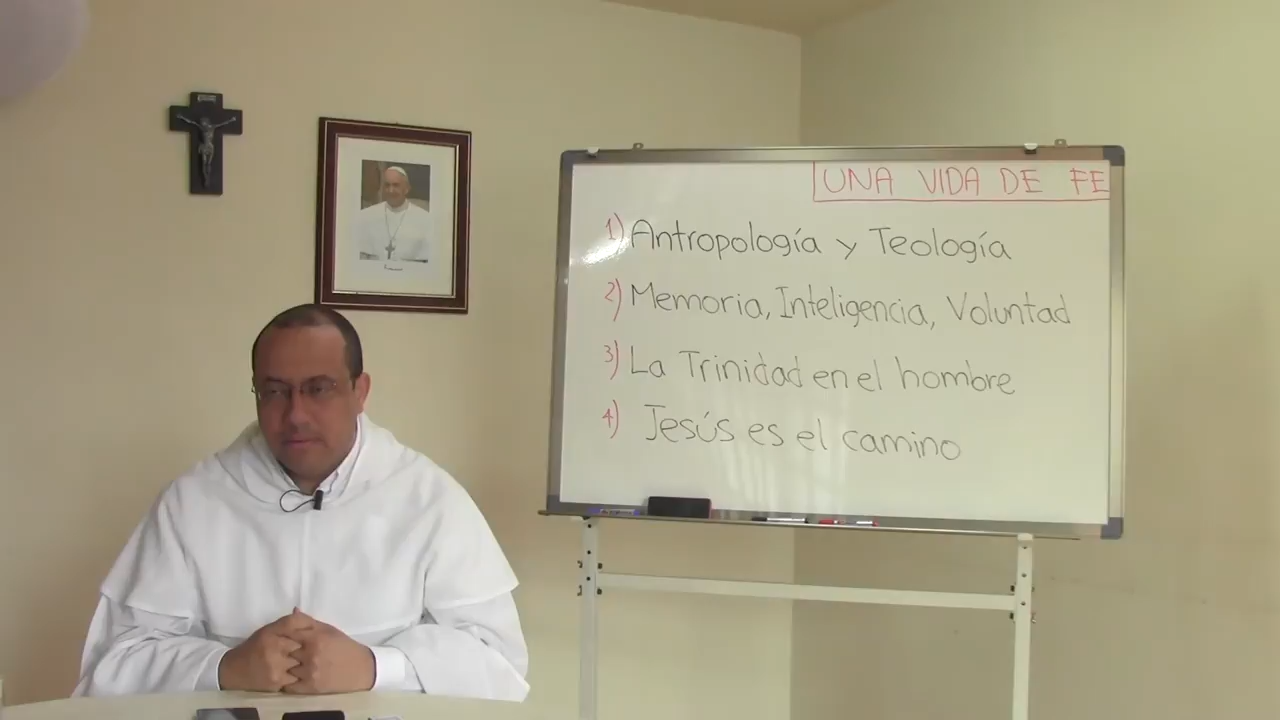 UNA VIDA DE FE
1) Antropología y Teología
2) Memoria, Inteligencia, Voluntad
3) La Trinidad en el hombre
4) Jesús es el camino